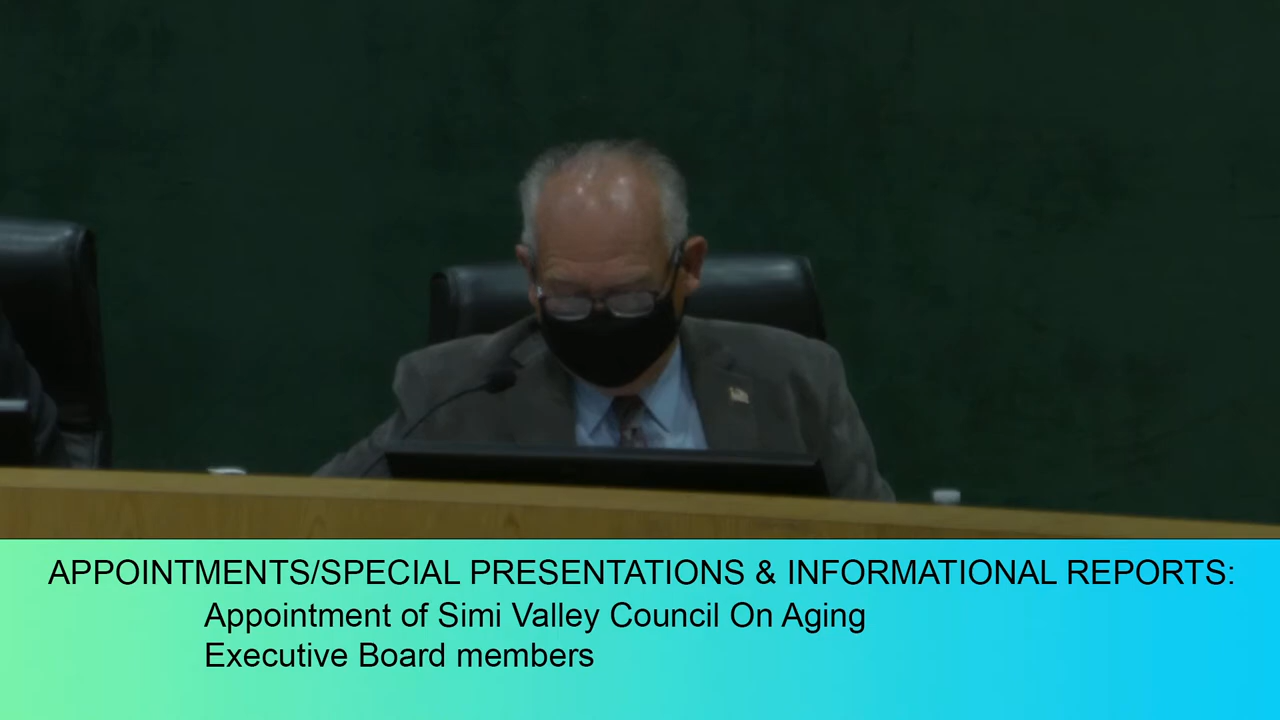 APPOINTMENTS/SPECIAL PRESENTATIONS & INFORMATIONAL REPORTS:
Appointment of Simi Valley Council On Aging
Executive Board members